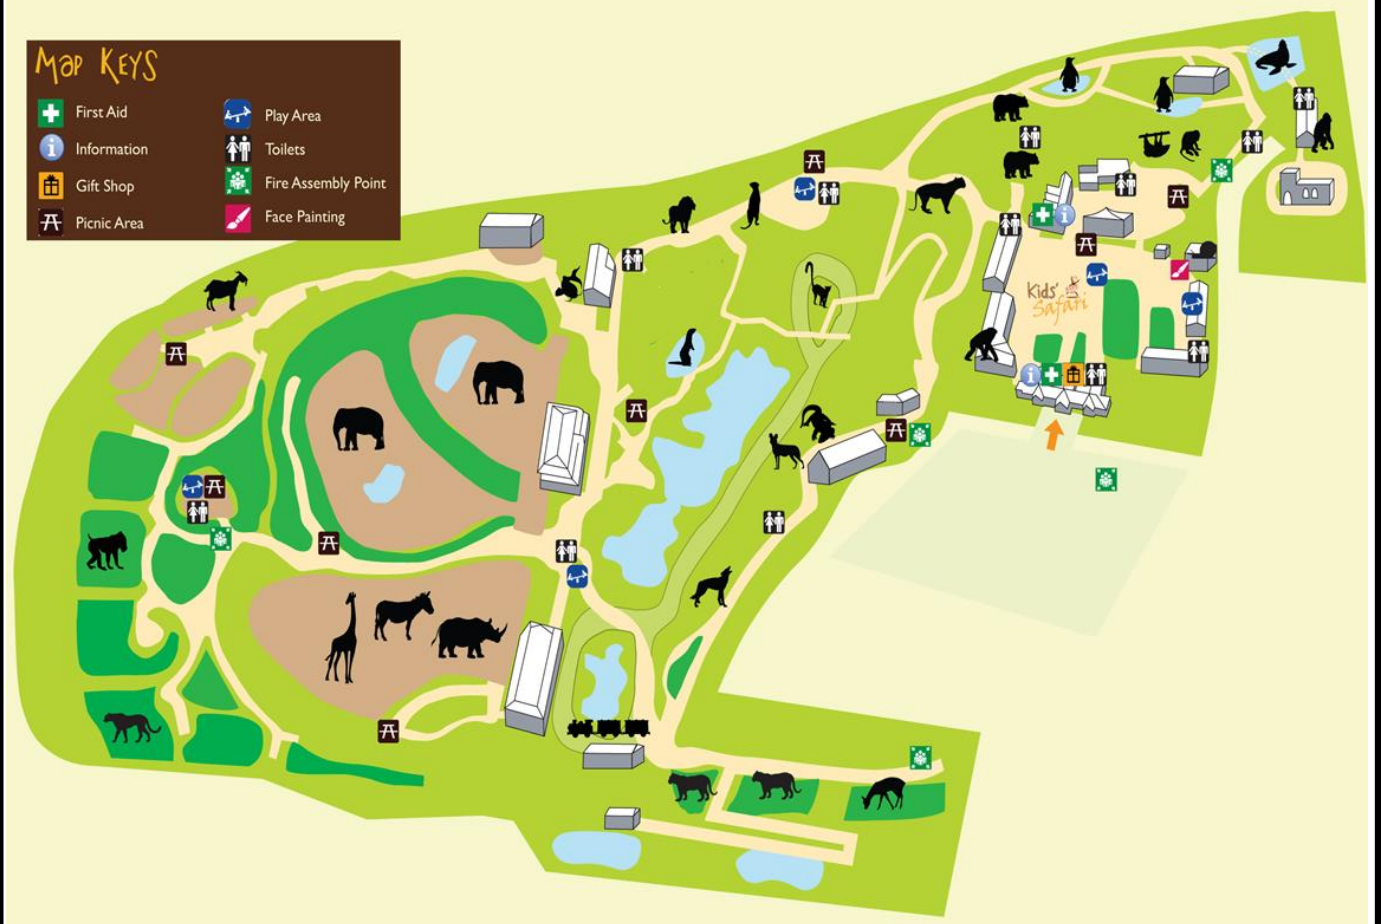 Map Keys
First Aid
Information
Gift Shop
Picnic Area
Play Area
Toilets
Fire Assembly Point
Face Painting
Kids'
Safari